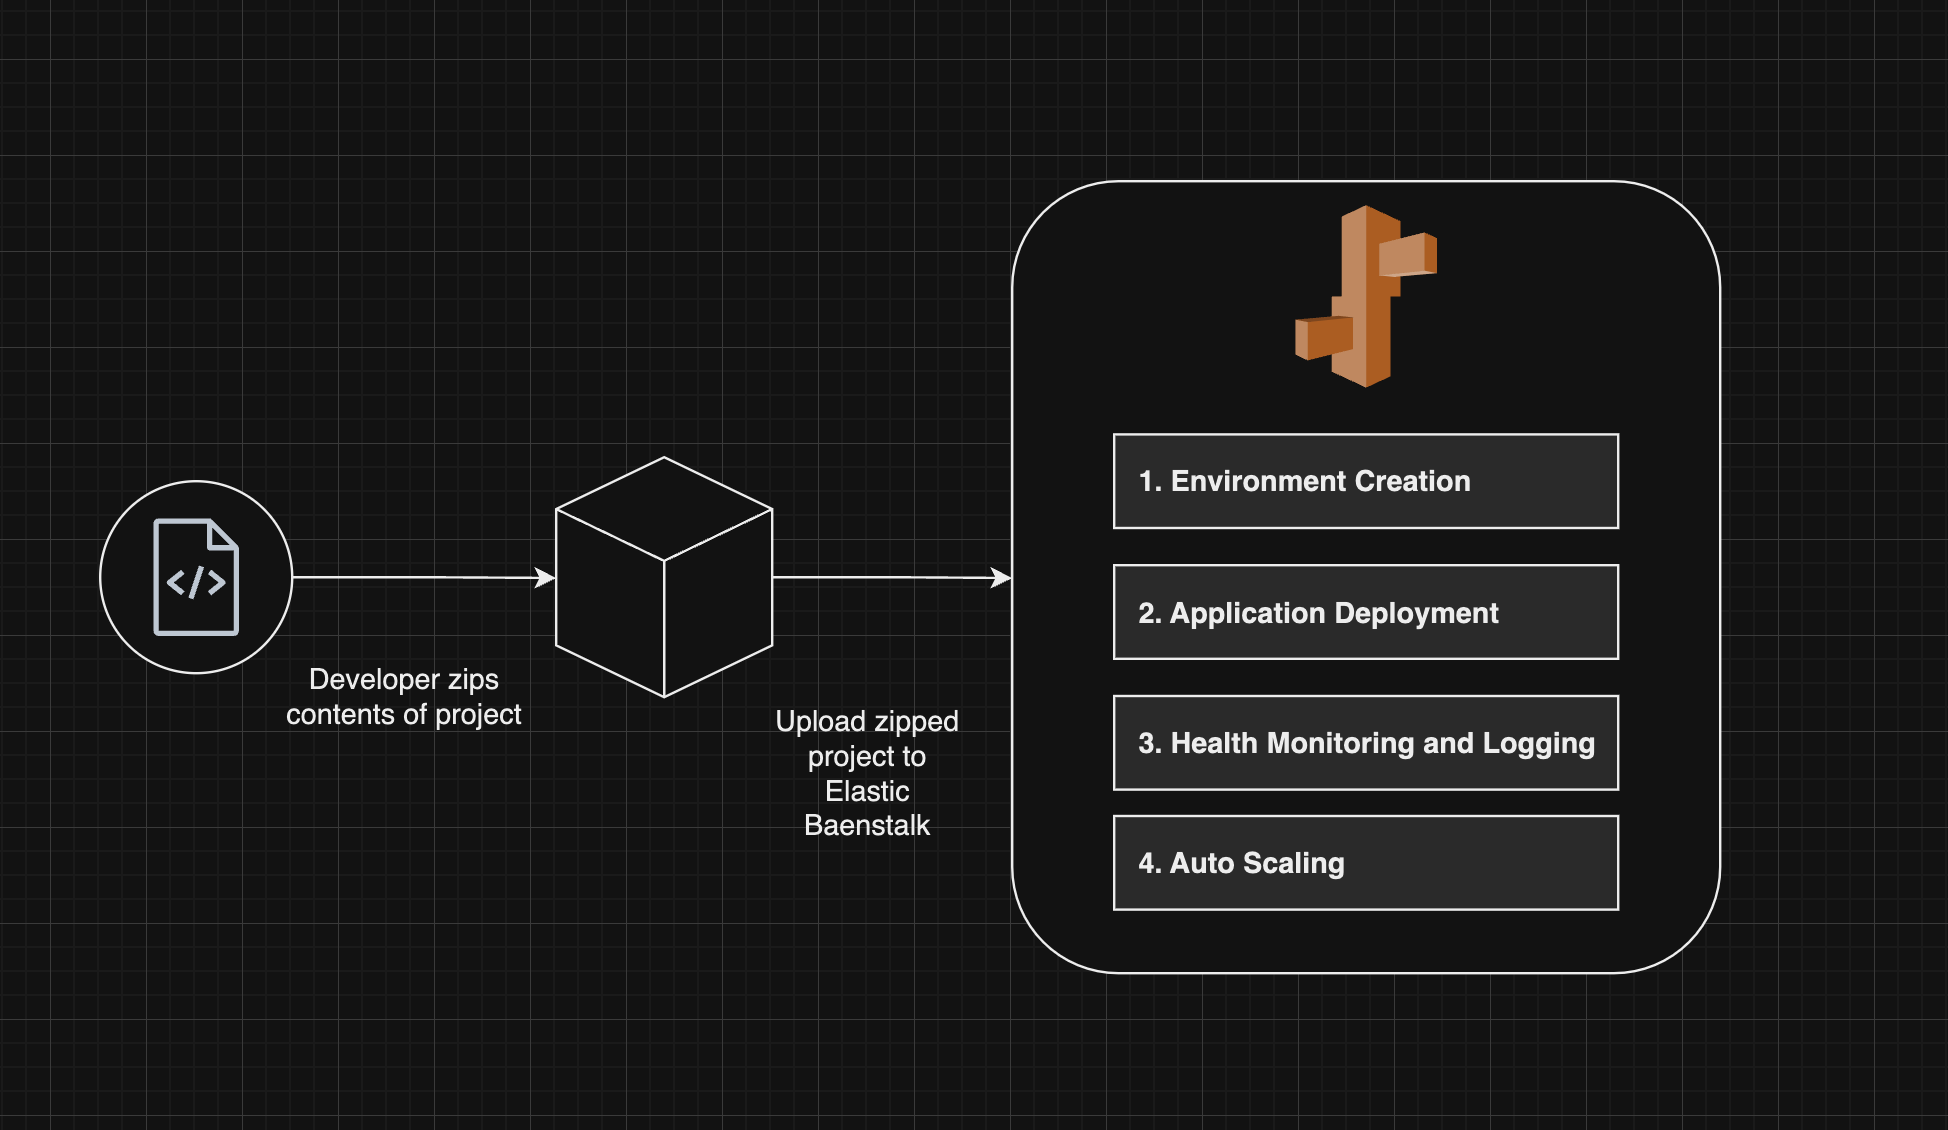 </>
Developer zips
contents of project
Upload zipped
project to
Elastic
Baenstalk
1. Environment Creation
2. Application Deployment
3. Health Monitoring and Logging
4. Auto Scaling